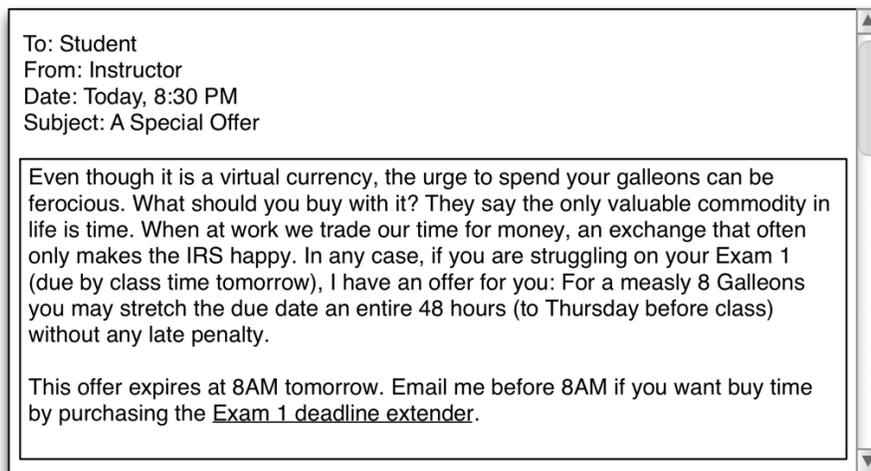 To: Student
From: Instructor
Date: Today, 8:30 PM
Subject: A Special Offer
Even though it is a virtual currency, the urge to spend your galleons can be
ferocious. What should you buy with it? They say the only valuable commodity in
life is time. When at work we trade our time for money, an exchange that often
only makes the IRS happy. In any case, if you are struggling on your Exam 1
(due by class time tomorrow), I have an offer for you: For a measly 8 Galleons
you may stretch the due date an entire 48 hours (to Thursday before class)
without any late penalty.
This offer expires at 8AM tomorrow. Email me before 8AM if you want buy time
by purchasing the Exam 1 deadline extender.